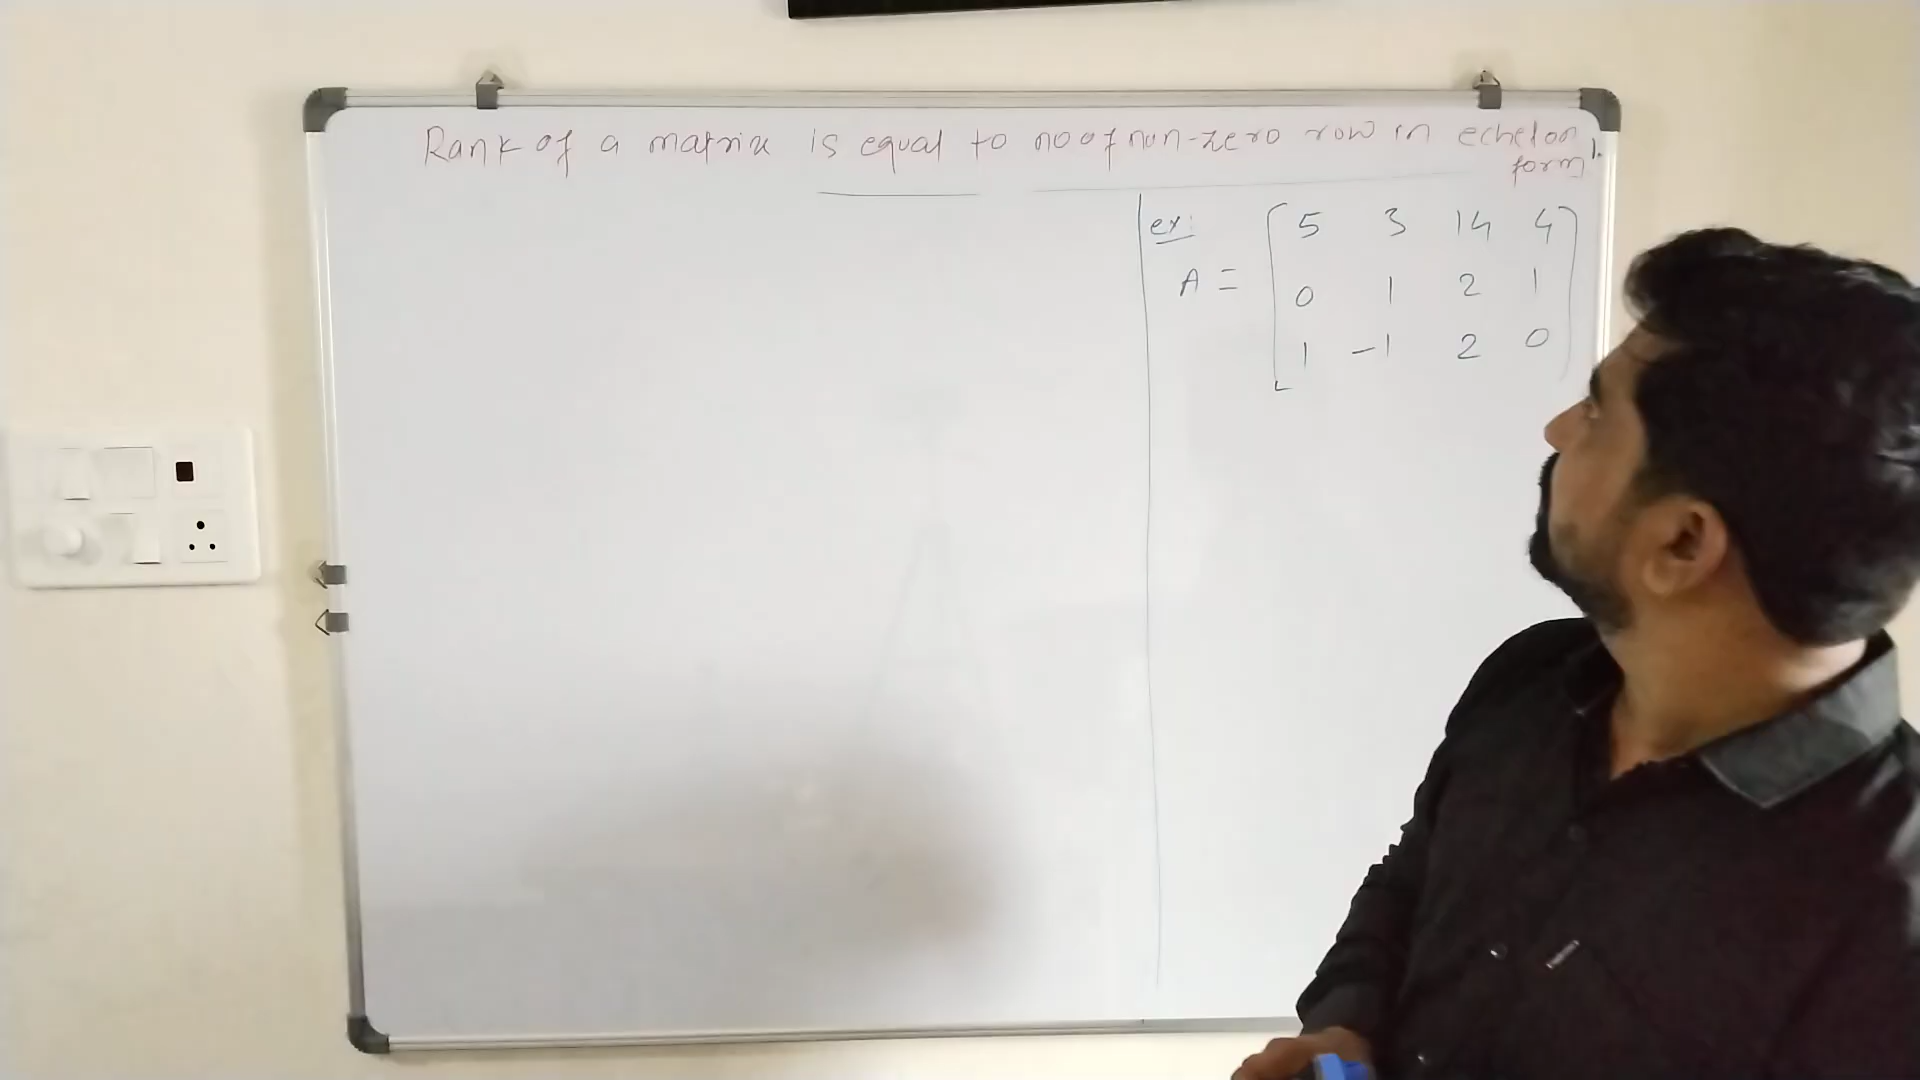 Rank of a matrix is equal to no of non-zero row in echelon
form
ex:
5 3 14 4
A = 0 1 2 1
1 -1 2 0